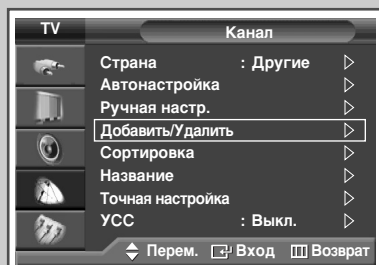 TV
Канал
Страна : Другие
Автонастройка
Ручная настр.
Добавить/Удалить
Сортировка
Название
Точная настройка
УСС : Выкл.
Перем. Вход Возврат